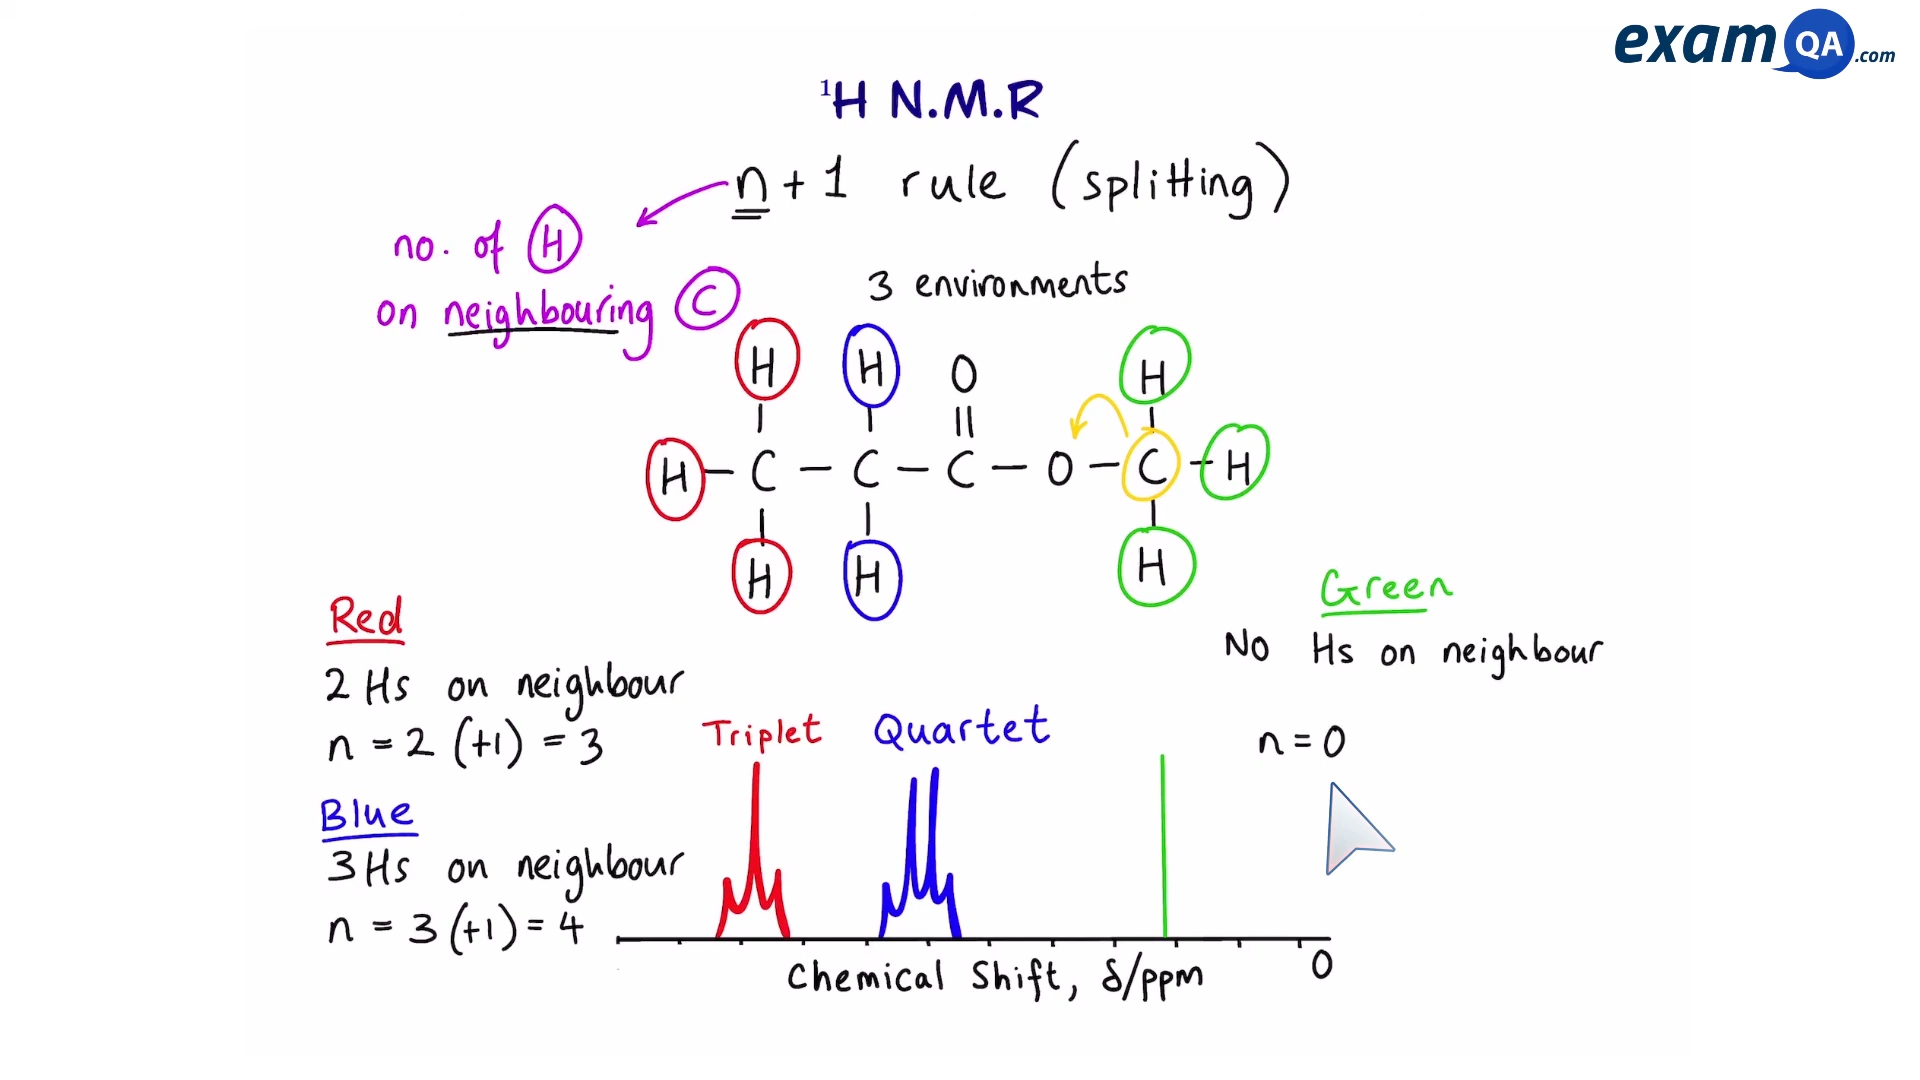 examQA.com
¹H N.M.R
n+1 rule (splitting)
no. of H
on neighbouring C
3 environments
H H O H
H - C - C - C - O - C - H
H H H
Green
No Hs on neighbour
n = 0
Red
2 Hs on neighbour
n = 2 (+1) = 3
Blue
3 Hs on neighbour
n = 3 (+1) = 4
Triplet Quartet
Chemical Shift, δ/ppm 0